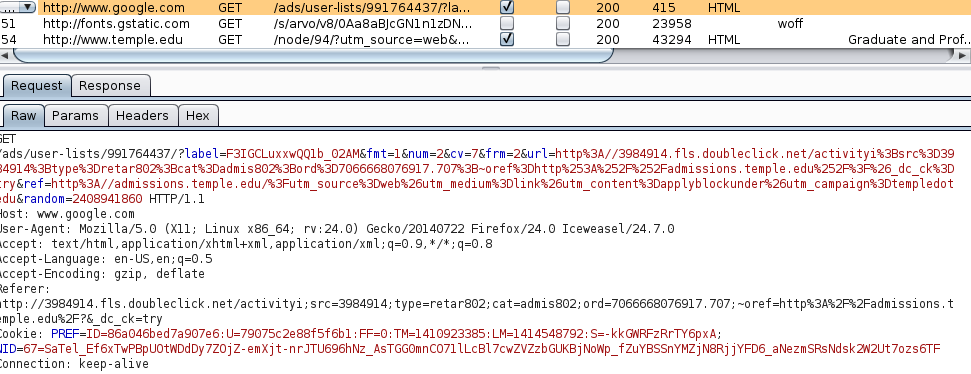 ... http://www.google.com GET /ads/user-lists/991764437/?la... 200 415 HTML
51 http://fonts.gstatic.com GET /s/arvo/v8/0Aa8aBJcGN1n1zDN... 200 23958 woff
54 http://www.temple.edu GET /node/94/?utm_source=web&... 200 43294 HTML Graduate and Prof...
Request Response
Raw Params Headers Hex
GET
/ads/user-lists/991764437/?label=F3IGCLuxxwQQ1b_02AM&fmt=1&num=2&cv=7&frm=2&url=http%3A//3984914.fls.doubleclick.net/activityi%3Bsrc%3D39
84914%3Btype%3Dretar802%3Bcat%3Dadmis802%3Bord%3D7066668076917.707%3B~oref%3Dhttp%253A%252F%252Fadmissions.temple.edu%252F%3F%26_dc_ck%3D
try&ref=http%3A//admissions.temple.edu/%3Futm_source%3Dweb%26utm_medium%3Dlink%26utm_content%3Dapplyblockunder%26utm_campaign%3Dtempledot
edu&random=2408941860 HTTP/1.1
Host: www.google.com
User-Agent: Mozilla/5.0 (X11; Linux x86_64; rv:24.0) Gecko/20140722 Firefox/24.0 Iceweasel/24.7.0
Accept: text/html,application/xhtml+xml,application/xml;q=0.9,*/*;q=0.8
Accept-Language: en-US,en;q=0.5
Accept-Encoding: gzip, deflate
Referer:
http://3984914.fls.doubleclick.net/activityi;src=3984914;type=retar802;cat=admis802;ord=7066668076917.707;~oref=http%3A%2F%2Fadmissions.t
emple.edu%2F?&_dc_ck=try
Cookie: PREF=ID=86a046bed7a907e6:U=79075c2e88f5f6b1:FF=0:TM=1410923385:LM=1414548792:S=-kkGWRFzRrTY6pxA;
NID=67=SaTel_Ef6xTwPBpUOtWDdDy7ZOjZ-emXjt-nrJTU696hNz_AsTGG0mnCO71lLcBl7cwZVZzbGUKBjNoWp_fZuYBSSnYMZjN8RjjYFD6_aNezmSRsNdsk2W2Ut7ozs6TF
Connection: keep-alive